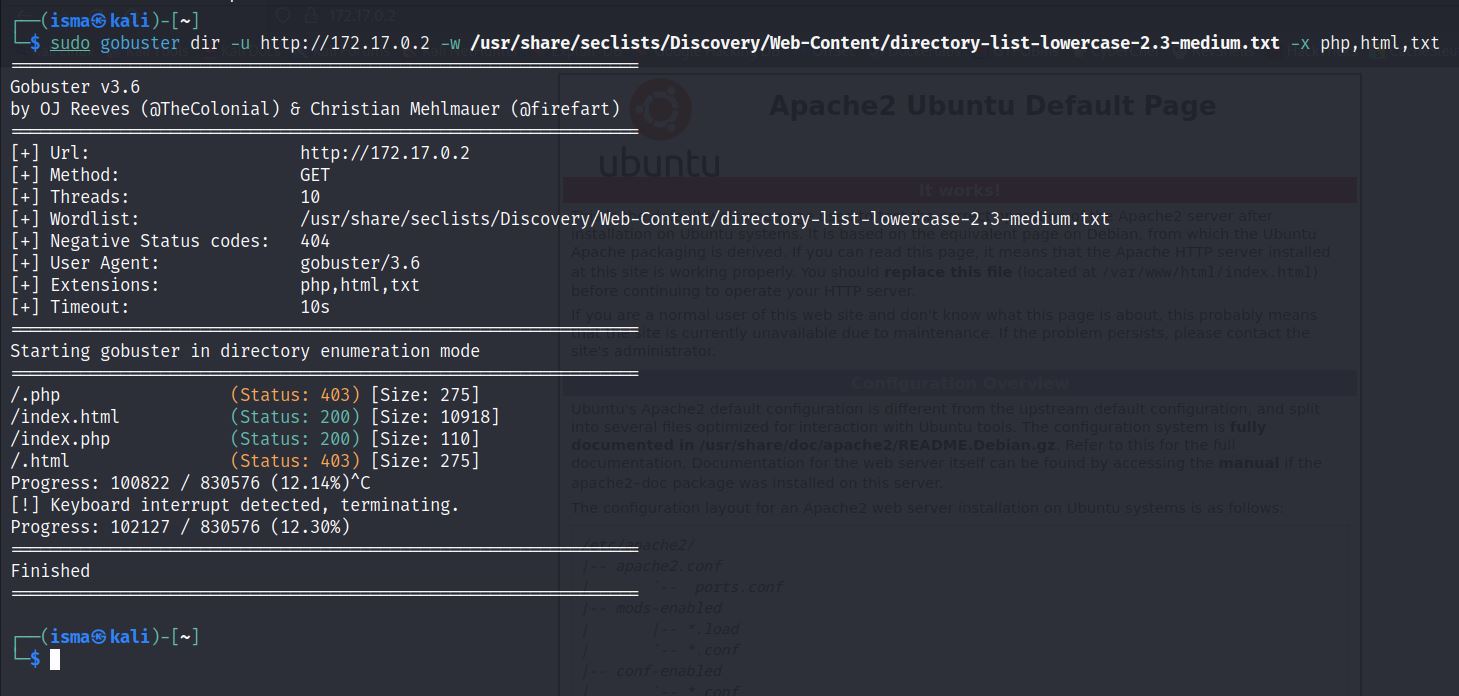 172.17.0.2
┌──(isma㉿kali)-[~]
└─$ sudo gobuster dir -u http://172.17.0.2 -w /usr/share/seclists/Discovery/Web-Content/directory-list-lowercase-2.3-medium.txt -x php,html,txt
===============================================================
Gobuster v3.6
by OJ Reeves (@TheColonial) & Christian Mehlmauer (@firefart)
===============================================================
[+] Url:                     http://172.17.0.2
[+] Method:                  GET
[+] Threads:                 10
[+] Wordlist:                /usr/share/seclists/Discovery/Web-Content/directory-list-lowercase-2.3-medium.txt
[+] Negative Status codes:   404
[+] User Agent:              gobuster/3.6
[+] Extensions:              php,html,txt
[+] Timeout:                 10s
===============================================================
Starting gobuster in directory enumeration mode
===============================================================
/.php                 (Status: 403) [Size: 275]
/index.html           (Status: 200) [Size: 10918]
/index.php            (Status: 200) [Size: 110]
/.html                (Status: 403) [Size: 275]
Progress: 100822 / 830576 (12.14%)^C
[!] Keyboard interrupt detected, terminating.
Progress: 102127 / 830576 (12.30%)
===============================================================
Finished
===============================================================
┌──(isma㉿kali)-[~]
└─$
Apache2 Ubuntu Default Page
ubuntu
It works!
Apache2 server after
installation on Ubuntu systems. It is based on the equivalent page on Debian, from which the Ubuntu
Apache packaging is derived. If you can read this page, it means that the Apache HTTP server installed
at this site is working properly. You should replace this file (located at /var/www/html/index.html)
before continuing to operate your HTTP server.
If you are a normal user of this web site and don't know what this page is about, this probably means
that the site is currently unavailable due to maintenance. If the problem persists, please contact the
site's administrator.
Configuration Overview
Ubuntu's Apache2 default configuration is different from the upstream default configuration, and split
into several files optimized for interaction with Ubuntu tools. The configuration system is fully
documented in /usr/share/doc/apache2/README.Debian.gz. Refer to this for the full
documentation. Documentation for the web server itself can be found by accessing the manual if the
apache2-doc package was installed on this server.
The configuration layout for an Apache2 web server installation on Ubuntu systems is as follows:
/etc/apache2/
|-- apache2.conf
|       `--  ports.conf
|-- mods-enabled
|       |-- *.load
|       `-- *.conf
|-- conf-enabled
|       `-- *.conf